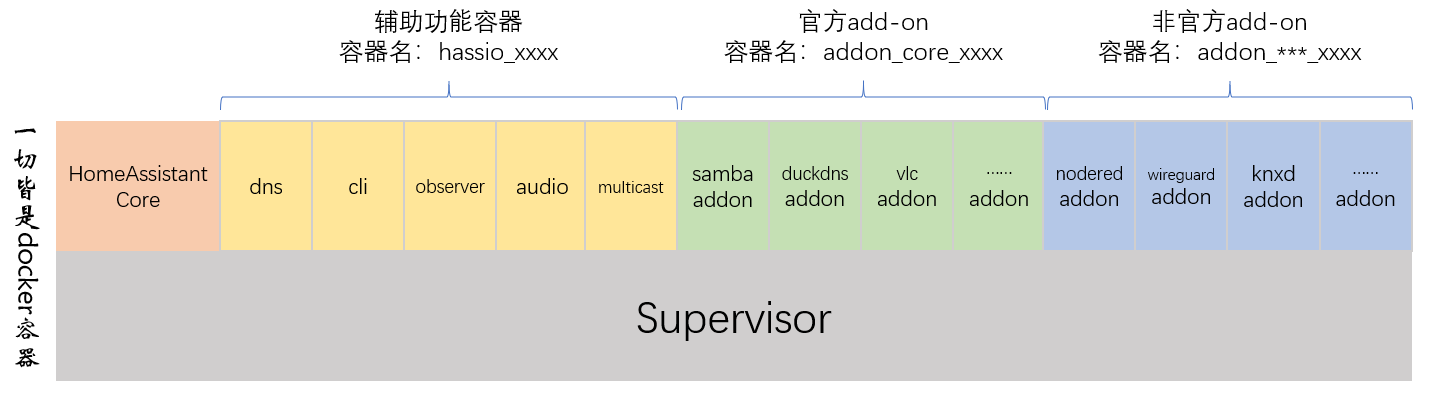 辅助功能容器
容器名：hassio_xxxx
官方add-on
容器名：addon_core_xxxx
非官方add-on
容器名：addon_***_xxxx
一切皆是docker容器
HomeAssistant
Core
dns
cli
observer
audio
multicast
samba
addon
duckdns
addon
vlc
addon
……
addon
nodered
addon
wireguard
addon
knxd
addon
……
addon
Supervisor